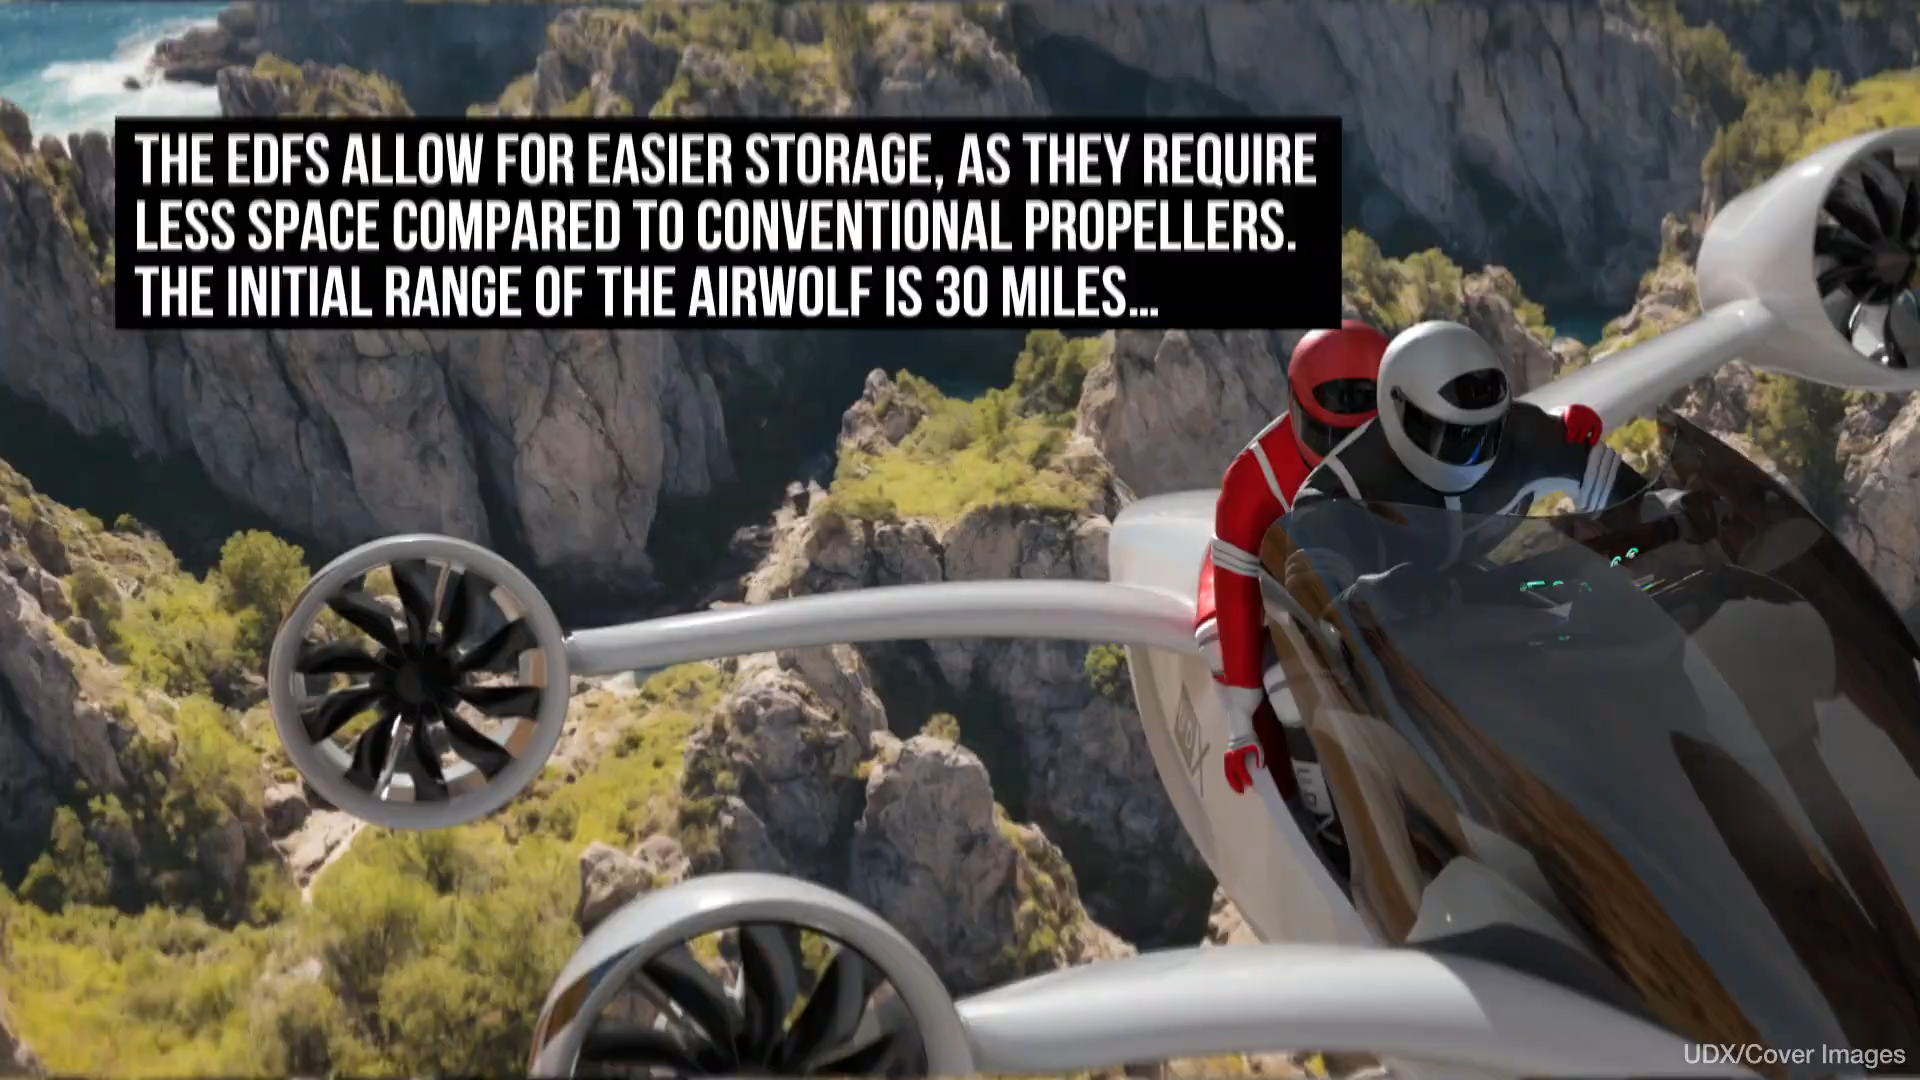 THE EDFS ALLOW FOR EASIER STORAGE, AS THEY REQUIRE
LESS SPACE COMPARED TO CONVENTIONAL PROPELLERS.
THE INITIAL RANGE OF THE AIRWOLF IS 30 MILES...
UDX
UDX/Cover Images